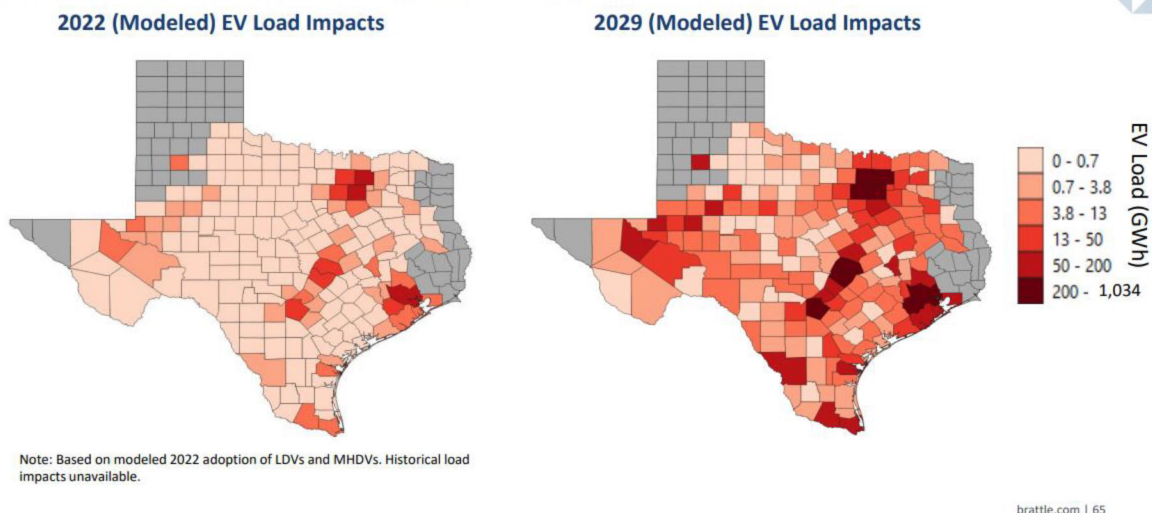 2022 (Modeled) EV Load Impacts
2029 (Modeled) EV Load Impacts
EV Load (GWh)
0 - 0.7
0.7 - 3.8
3.8 - 13
13 - 50
50 - 200
200 - 1,034
Note: Based on modeled 2022 adoption of LDVs and MHDVs. Historical load
impacts unavailable.
brattle.com | 65